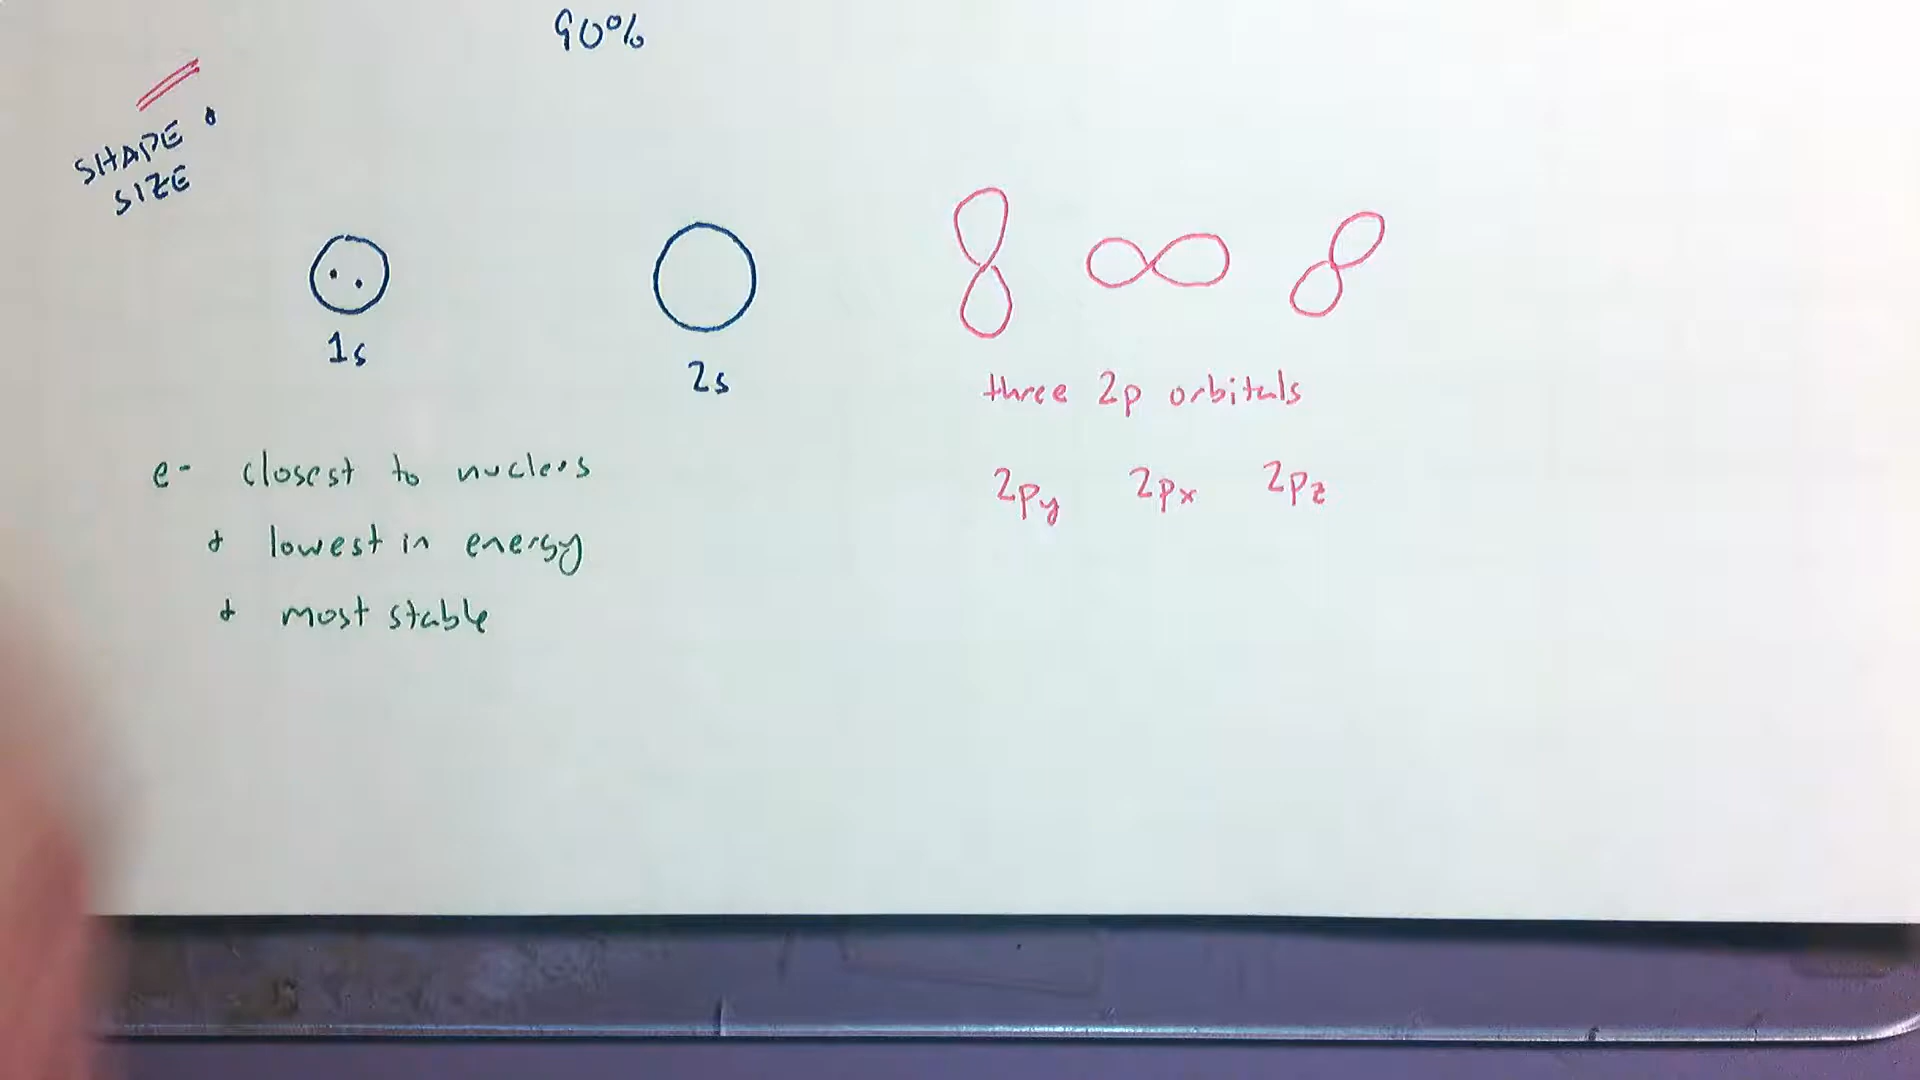 90%
SHAPE
SIZE
1s
2s
three 2p orbitals
2py 2px 2pz
e- closest to nucleus
+ lowest in energy
+ most stable